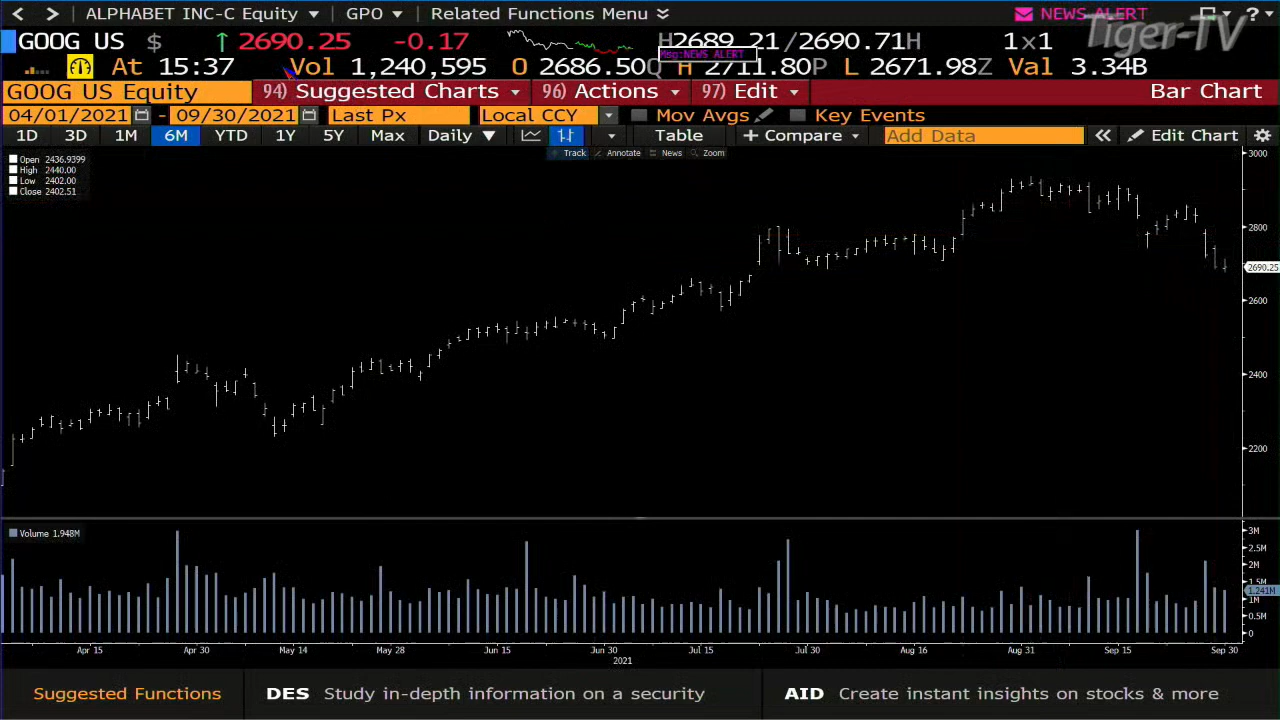 ALPHABET INC-C Equity GPO Related Functions Menu NEWS ALERT ?
Tiger-TV
GOOG US $ ↑ 2690.25 -0.17 H2689.21/2690.71H 1×1
Msg:NEWS ALERT
At 15:37 Vol 1,240,595 O 2686.50Q H 2711.80P L 2671.98Z Val 3.34B
GOOG US Equity 94) Suggested Charts 96) Actions 97) Edit Bar Chart
04/01/2021 - 09/30/2021 Last Px Local CCY Mov Avgs Key Events
1D 3D 1M 6M YTD 1Y 5Y Max Daily ▼ Table + Compare Add Data « Edit Chart
Track Annotate News Zoom
Open 2436.9399
High 2440.00
Low 2402.00
Close 2402.51
3000
2800
2690.25
2600
2400
2200
Volume 1.948M
3M
2.5M
2M
1.5M
1.241M
1M
0.5M
0
Apr 15 Apr 30 May 14 May 28 Jun 15 Jun 30 Jul 15 Jul 30 Aug 16 Aug 31 Sep 15 Sep 30
2021
Suggested Functions DES Study in-depth information on a security AID Create instant insights on stocks & more